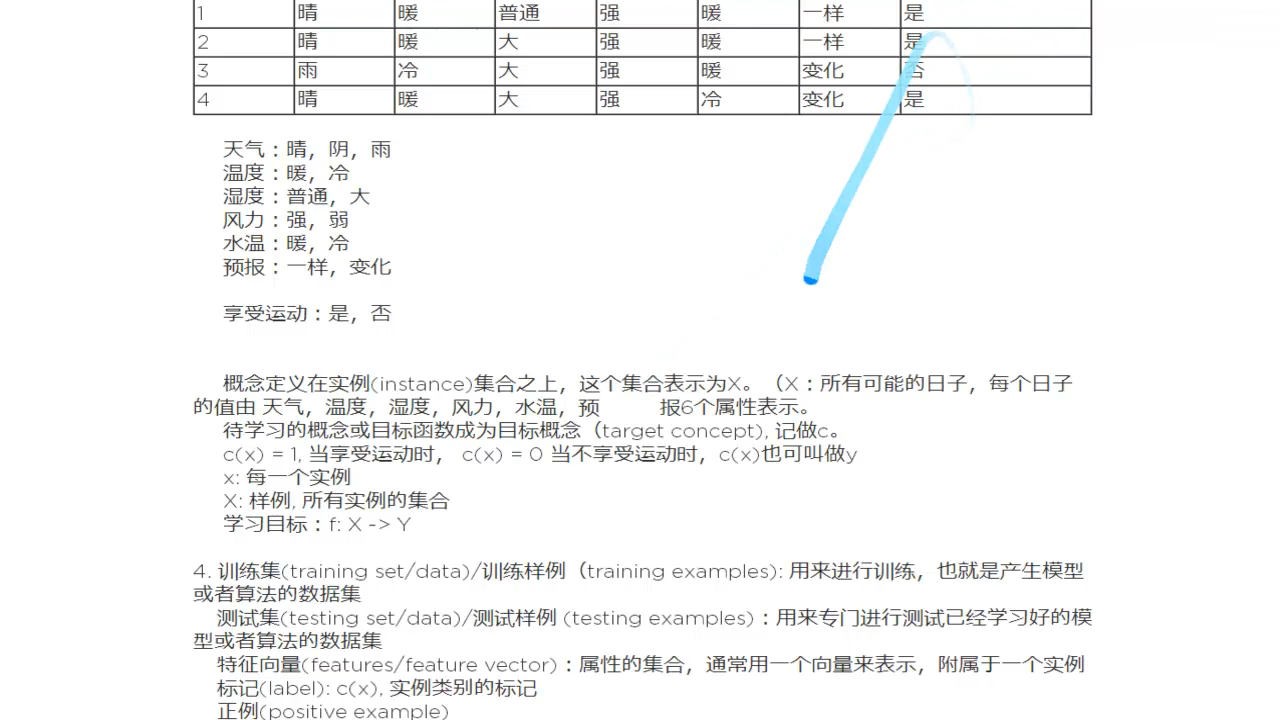 1 晴 暖 普通 强 暖 一样 是
2 晴 暖 大 强 暖 一样 是
3 雨 冷 大 强 暖 变化 否
4 晴 暖 大 强 冷 变化 是
天气：晴，阴，雨
温度：暖，冷
湿度：普通，大
风力：强，弱
水温：暖，冷
预报：一样，变化
享受运动：是，否
概念定义在实例(instance)集合之上，这个集合表示为X。（X：所有可能的日子，每个日子
的值由 天气，温度，湿度，风力，水温，预 报6个属性表示。
待学习的概念或目标函数成为目标概念（target concept), 记做c。
c(x) = 1, 当享受运动时， c(x) = 0 当不享受运动时，c(x)也可叫做y
x: 每一个实例
X: 样例, 所有实例的集合
学习目标：f: X -> Y
4. 训练集(training set/data)/训练样例（training examples): 用来进行训练，也就是产生模型
或者算法的数据集
测试集(testing set/data)/测试样例 (testing examples)：用来专门进行测试已经学习好的模
型或者算法的数据集
特征向量(features/feature vector)：属性的集合，通常用一个向量来表示，附属于一个实例
标记(label): c(x), 实例类别的标记
正例(positive example)